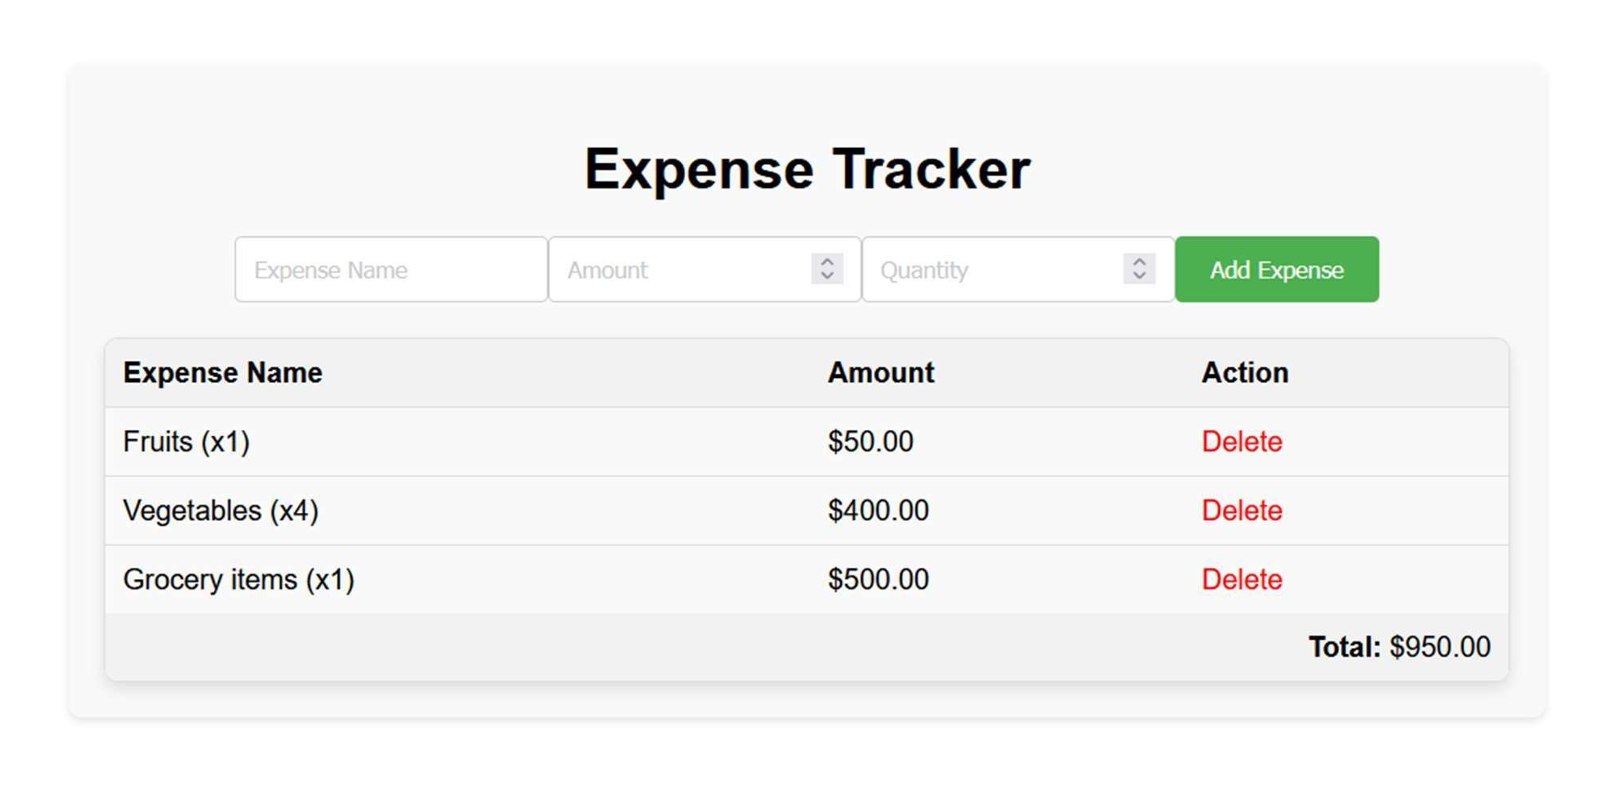 Expense Tracker
Expense Name Amount Quantity Add Expense
Expense Name Amount Action
Fruits (x1) $50.00 Delete
Vegetables (x4) $400.00 Delete
Grocery items (x1) $500.00 Delete
Total: $950.00